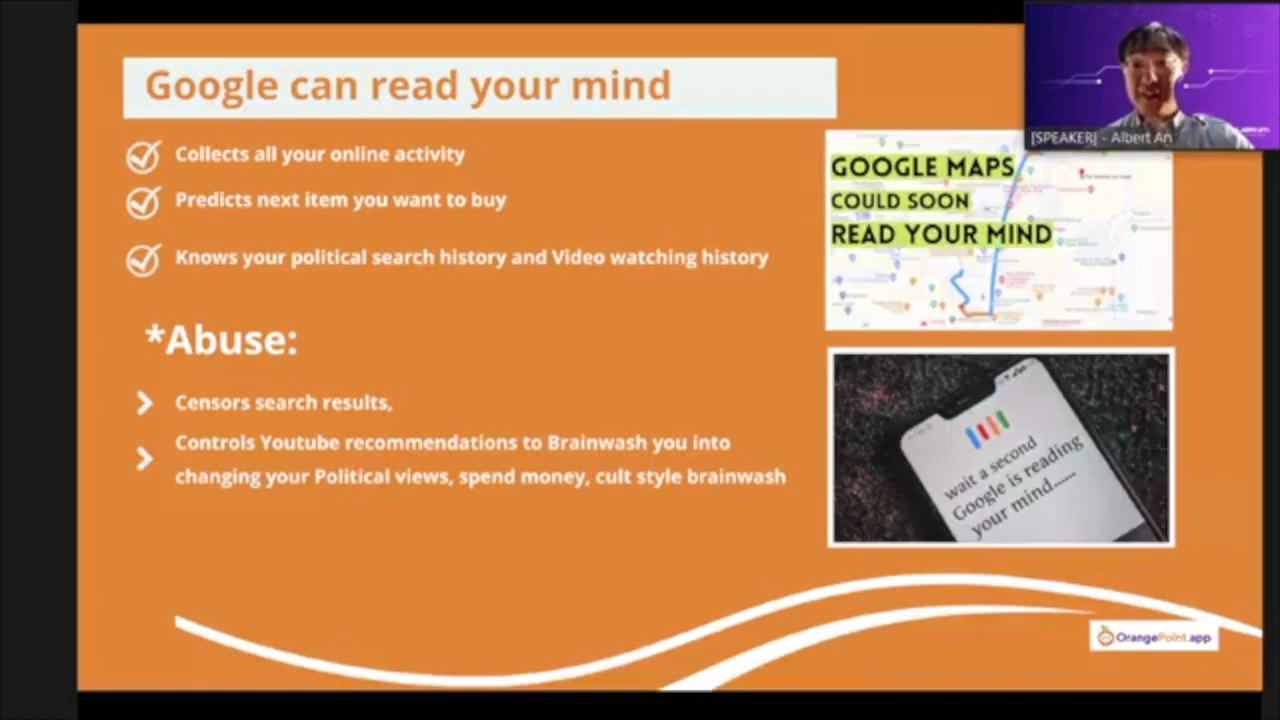 Google can read your mind
[SPEAKER] - Albert An
Collects all your online activity
Predicts next item you want to buy
Knows your political search history and Video watching history
GOOGLE MAPS
COULD SOON
READ YOUR MIND
*Abuse:
Censors search results,
Controls Youtube recommendations to Brainwash you into
changing your Political views, spend money, cult style brainwash
wait a second
Google is reading
your mind......
OrangePoint.app